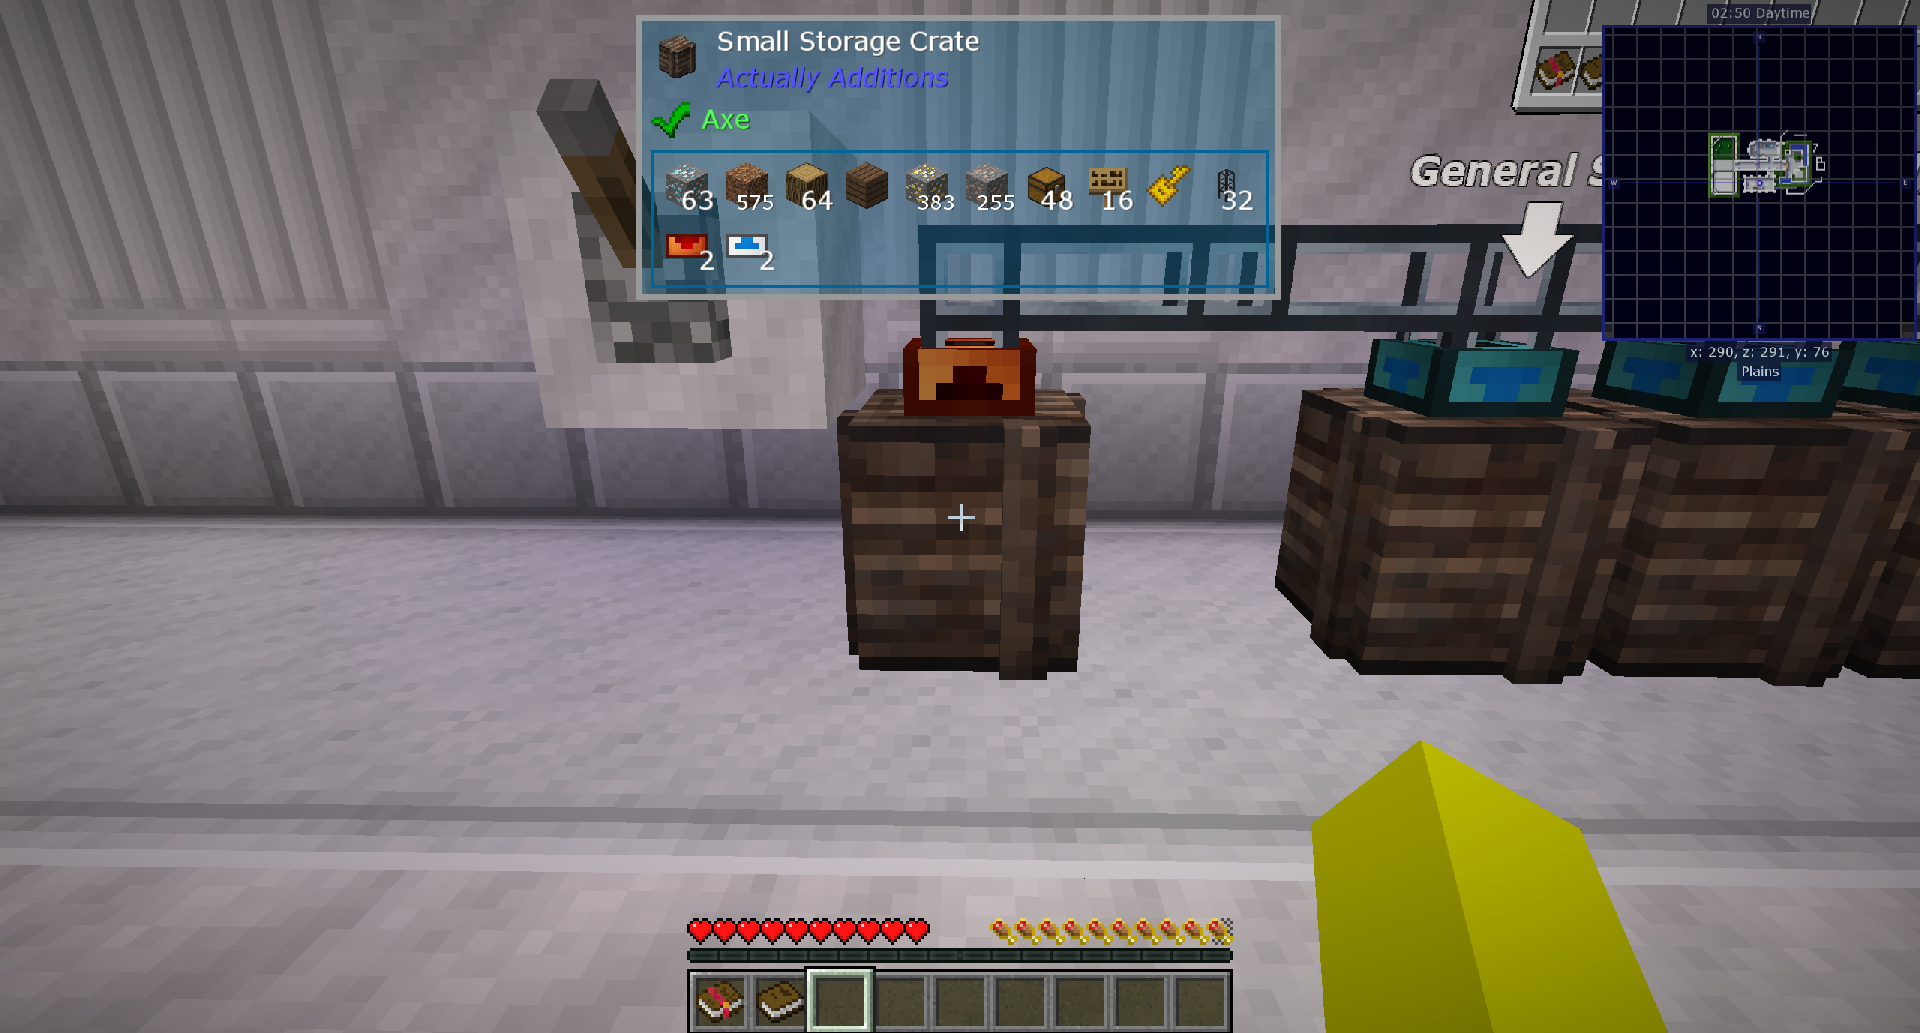 02:50 Daytime
Small Storage Crate
Actually Additions
Axe
63 575 64 383 255 48 16 32
2 2
General S
N
W
E
x: 290, z: 291, y: 76
Plains